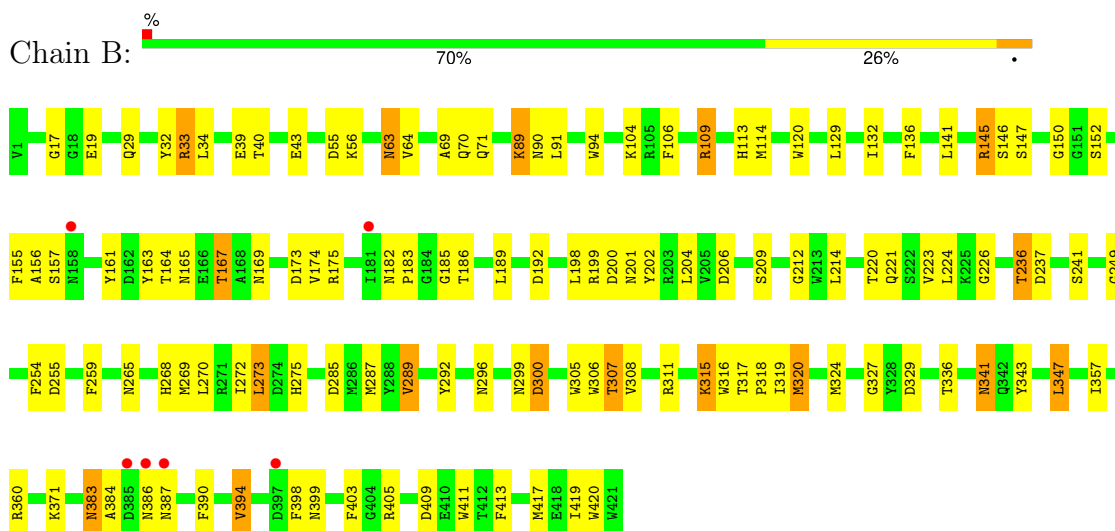 %
Chain B:
70% 26% •
V1 G17 G18 E19 Q29 Y32 R33 L34 E39 T40 E43 D55 K56 N63 V64 A69 Q70 Q71 K89 N90 L91 W94 K104 R105 F106 R109 H113 M114 W120 L129 I132 F136 L141 R145 S146 S147 G150 G151 S152
F155 A156 S157 N158 Y161 D162 Y163 T164 N165 E166 T167 A168 N169 D173 V174 R175 I181 N182 P183 G184 G185 T186 L189 D192 L198 R199 D200 N201 Y202 R203 L204 V205 D206 S209 G212 W213 L214 T220 Q221 S222 V223 L224 K225 G226 T236 D237 S241
F254 D255 F259 N265 H268 M269 L270 R271 I272 L273 D274 H275 D285 M286 M287 Y288 V289 Y292 N296 N299 D300 W305 W306 T307 V308 R311 K315 W316 T317 P318 I319 M320 M324 G327 Y328 D329 T336 N341 Q342 Y343 L347 I357
R360 K371 N383 A384 D385 N386 N387 F390 V394 D397 F398 N399 F403 G404 R405 D409 E410 W411 T412 F413 M417 E418 I419 W420 W421